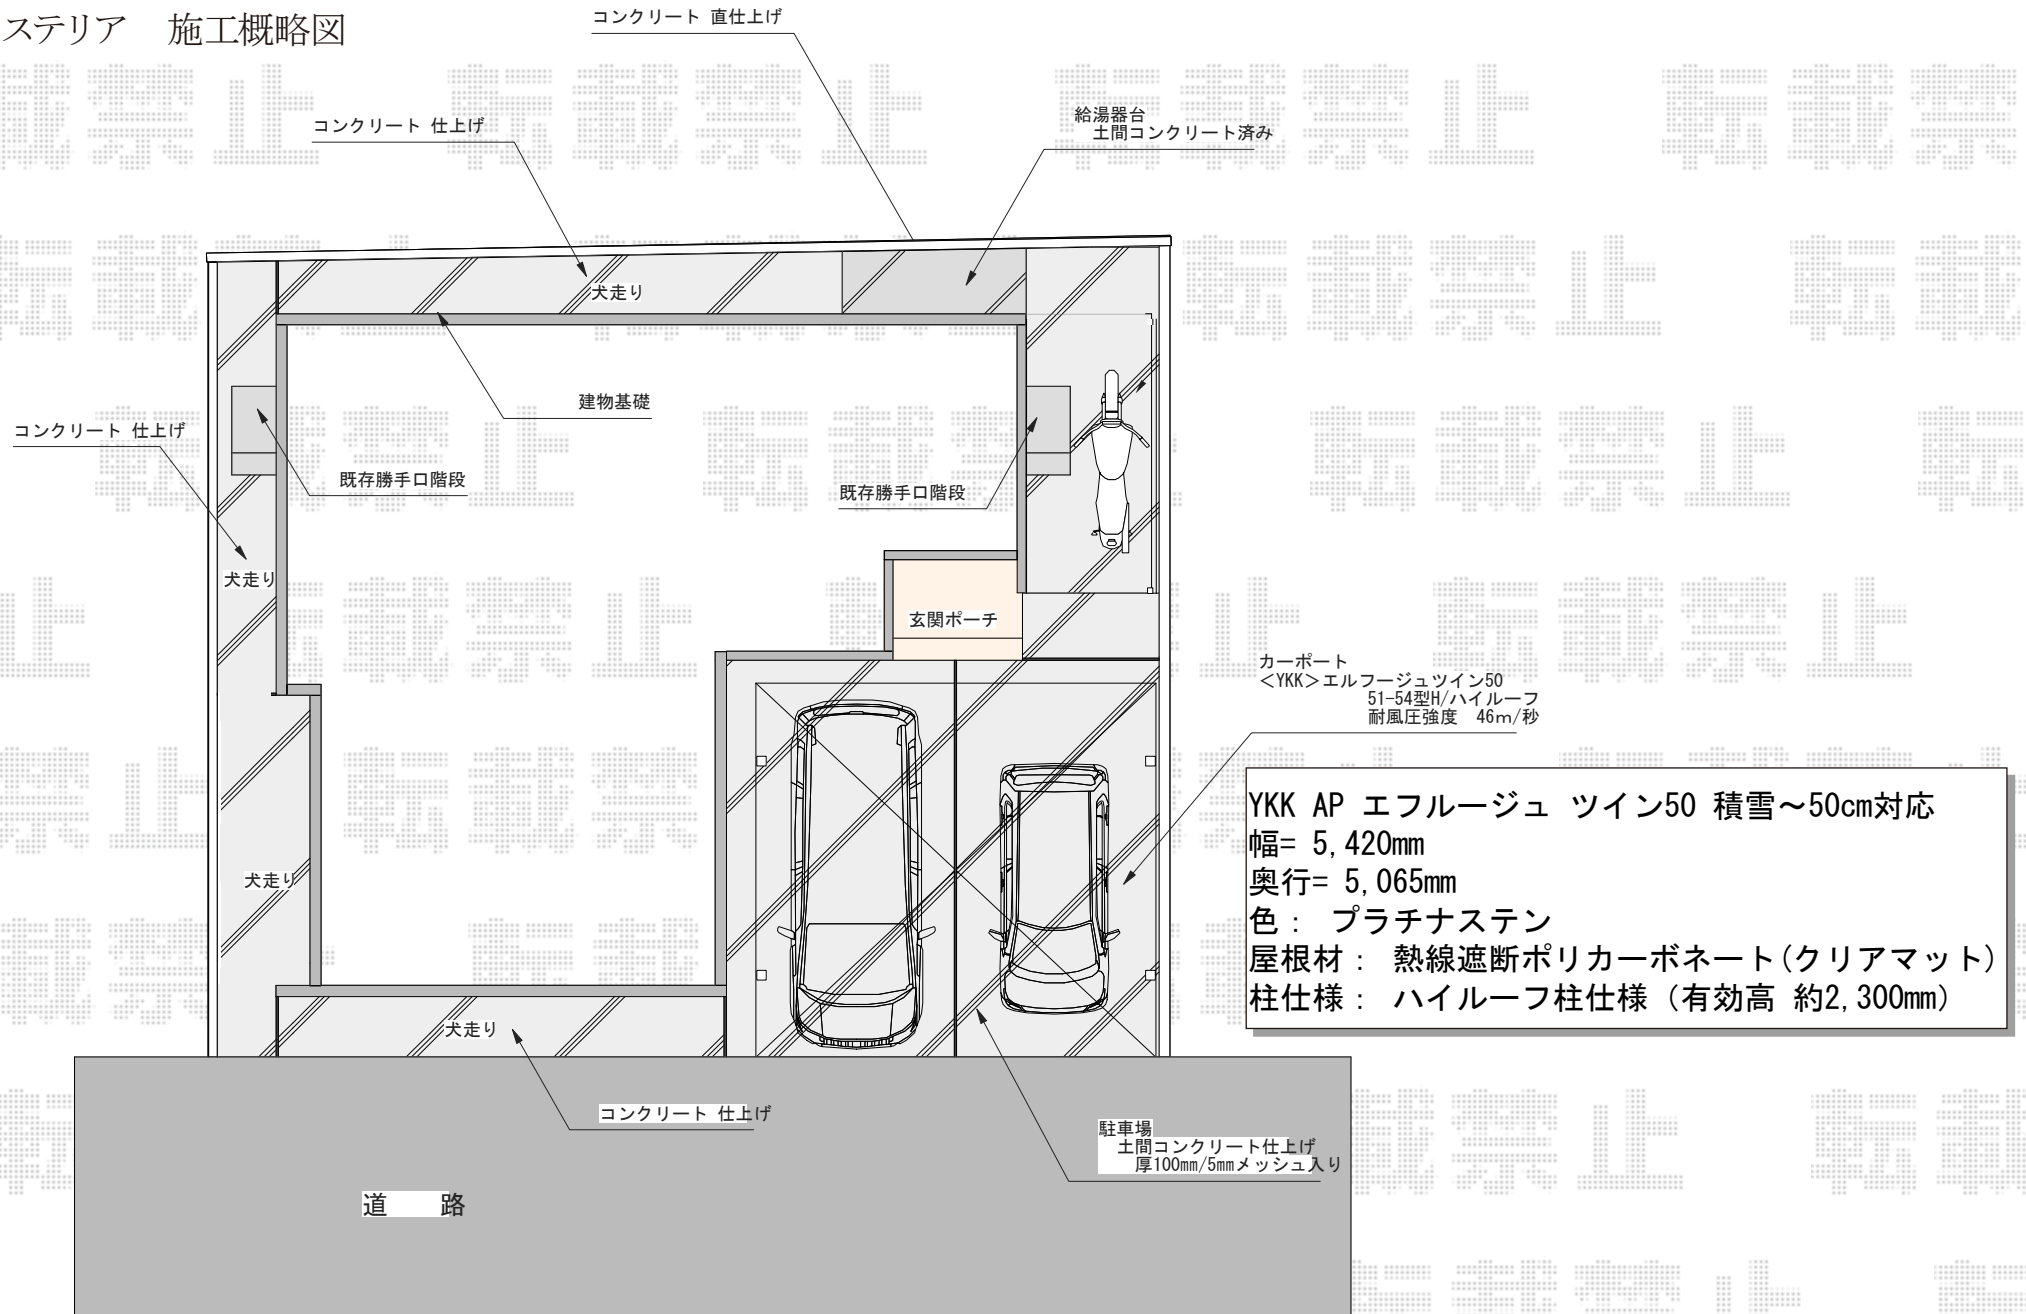 ステリア 施工概略図
コンクリート 直仕上げ
コンクリート 仕上げ
給湯器台
土間コンクリート済み
犬走り
建物基礎
コンクリート 仕上げ
既存勝手口階段
既存勝手口階段
犬走り
玄関ポーチ
カーポート
<YKK>エルフージュツイン50
51-54型H/ハイルーフ
耐風圧強度 46m/秒
YKK AP エフルージュ ツイン50 積雪～50cm対応
幅= 5,420mm
奥行= 5,065mm
色： プラチナステン
屋根材： 熱線遮断ポリカーボネート(クリアマット)
柱仕様： ハイルーフ柱仕様 (有効高 約2,300mm)
犬走り
犬走り
コンクリート 仕上げ
駐車場
土間コンクリート仕上げ
厚100mm/5mmメッシュ入り
道 路
転載禁止